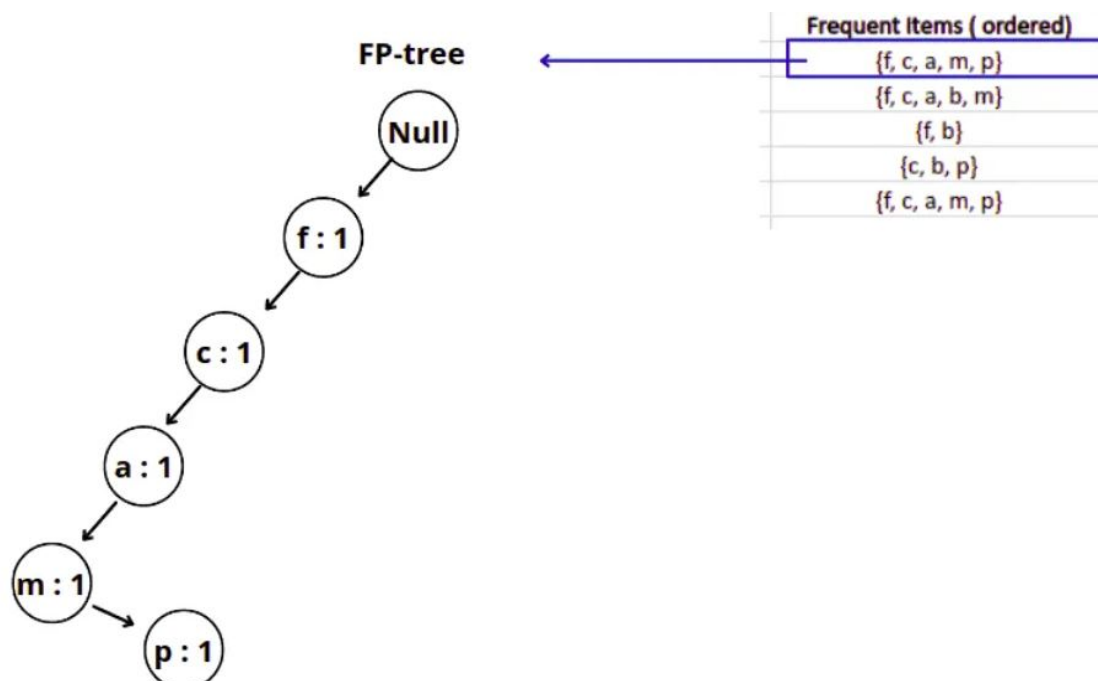 Frequent Items ( ordered)
FP-tree
{f, c, a, m, p}
{f, c, a, b, m}
{f, b}
{c, b, p}
{f, c, a, m, p}
Null
f : 1
c : 1
a : 1
m : 1
p : 1